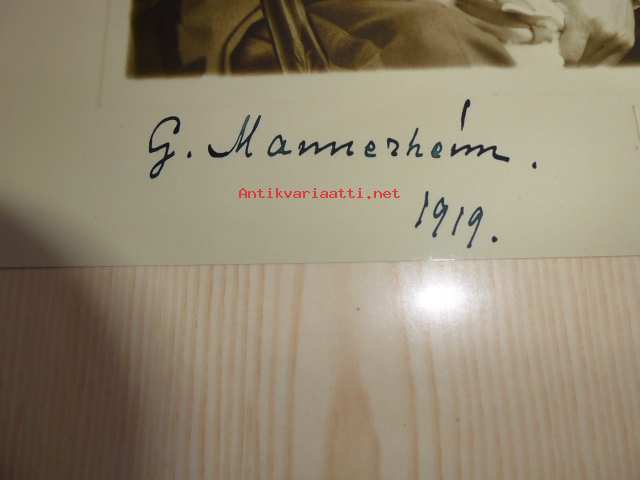 G. Mannerheim.
Antikvariaatti.net
1919.